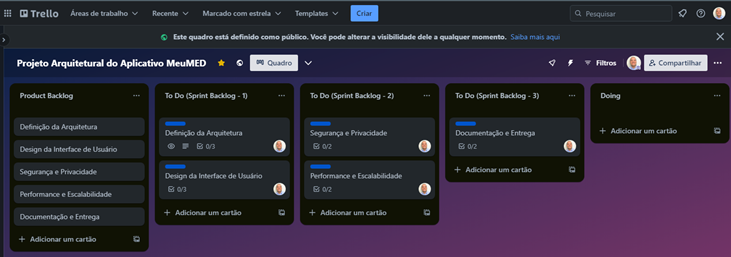 Trello Áreas de trabalho Recente Marcado com estrela Templates Criar Pesquisar
Este quadro está definido como público. Você pode alterar a visibilidade dele a qualquer momento. Saiba mais aqui
Projeto Arquitetural do Aplicativo MeuMED Quadro Filtros Compartilhar
Product Backlog
Definição da Arquitetura
Design da Interface de Usuário
Segurança e Privacidade
Performance e Escalabilidade
Documentação e Entrega
+ Adicionar um cartão
To Do (Sprint Backlog - 1)
Definição da Arquitetura
0/3
Design da Interface de Usuário
0/3
+ Adicionar um cartão
To Do (Sprint Backlog - 2)
Segurança e Privacidade
0/2
Performance e Escalabilidade
0/2
+ Adicionar um cartão
To Do (Sprint Backlog - 3)
Documentação e Entrega
0/2
+ Adicionar um cartão
Doing
+ Adicionar um cartão